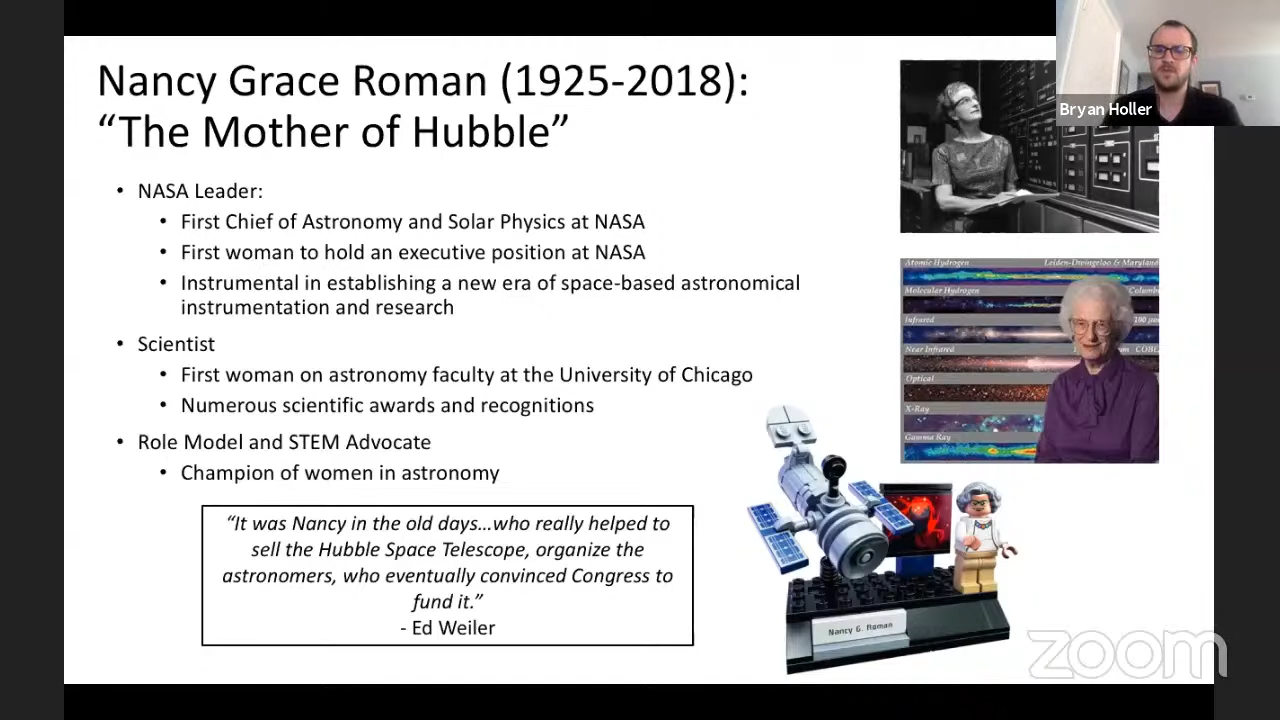 Nancy Grace Roman (1925-2018):
“The Mother of Hubble”
• NASA Leader:
• First Chief of Astronomy and Solar Physics at NASA
• First woman to hold an executive position at NASA
• Instrumental in establishing a new era of space-based astronomical
instrumentation and research
• Scientist
• First woman on astronomy faculty at the University of Chicago
• Numerous scientific awards and recognitions
• Role Model and STEM Advocate
• Champion of women in astronomy
“It was Nancy in the old days...who really helped to
sell the Hubble Space Telescope, organize the
astronomers, who eventually convinced Congress to
fund it.”
- Ed Weiler
Bryan Holler
Atomic Hydrogen Leiden-Dwingeloo & Maryland
Molecular Hydrogen
Infrared 100
Near Infrared COBE
Optical
X-Ray
Gamma Ray
Nancy G. Roman
zoom